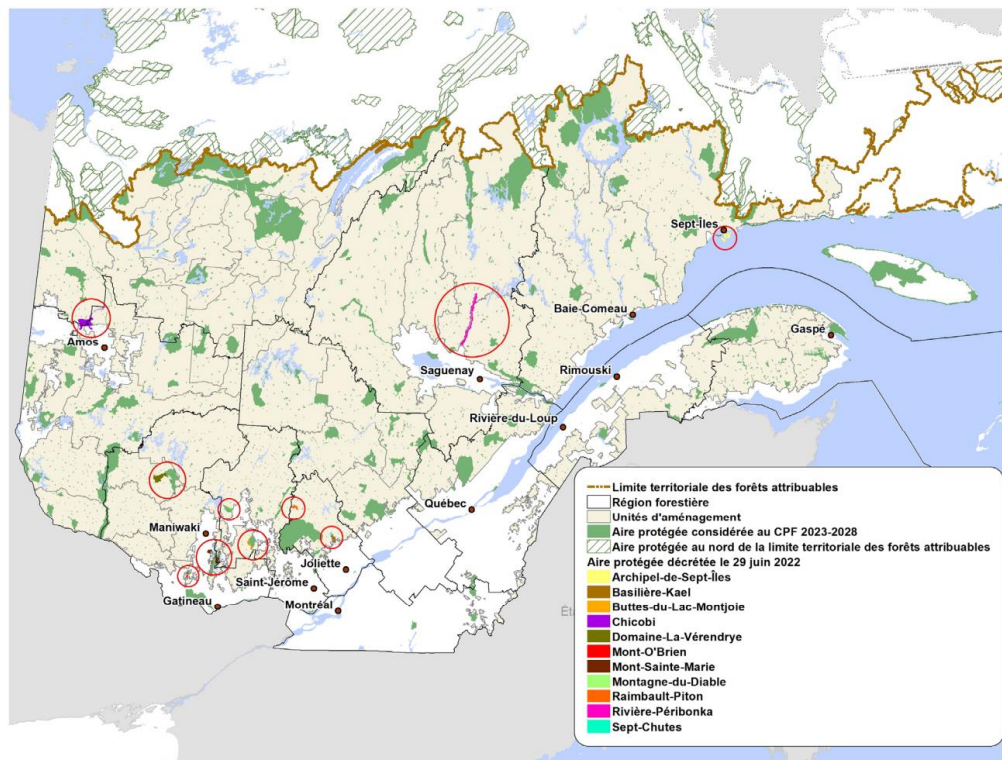 Sept-Îles
Baie-Comeau
Gaspé
Amos
Saguenay
Rimouski
Rivière-du-Loup
Québec
Maniwaki
Joliette
Saint-Jérôme
Gatineau
Montréal
Limite territoriale des forêts attribuables
Région forestière
Unités d'aménagement
Aire protégée considérée au CPF 2023-2028
Aire protégée au nord de la limite territoriale des forêts attribuables
Aire protégée décrétée le 29 juin 2022
Archipel-de-Sept-Îles
Basilière-Kael
Buttes-du-Lac-Montjoie
Chicobi
Domaine-La-Vérendrye
Mont-O'Brien
Mont-Sainte-Marie
Montagne-du-Diable
Raimbault-Piton
Rivière-Péribonka
Sept-Chutes